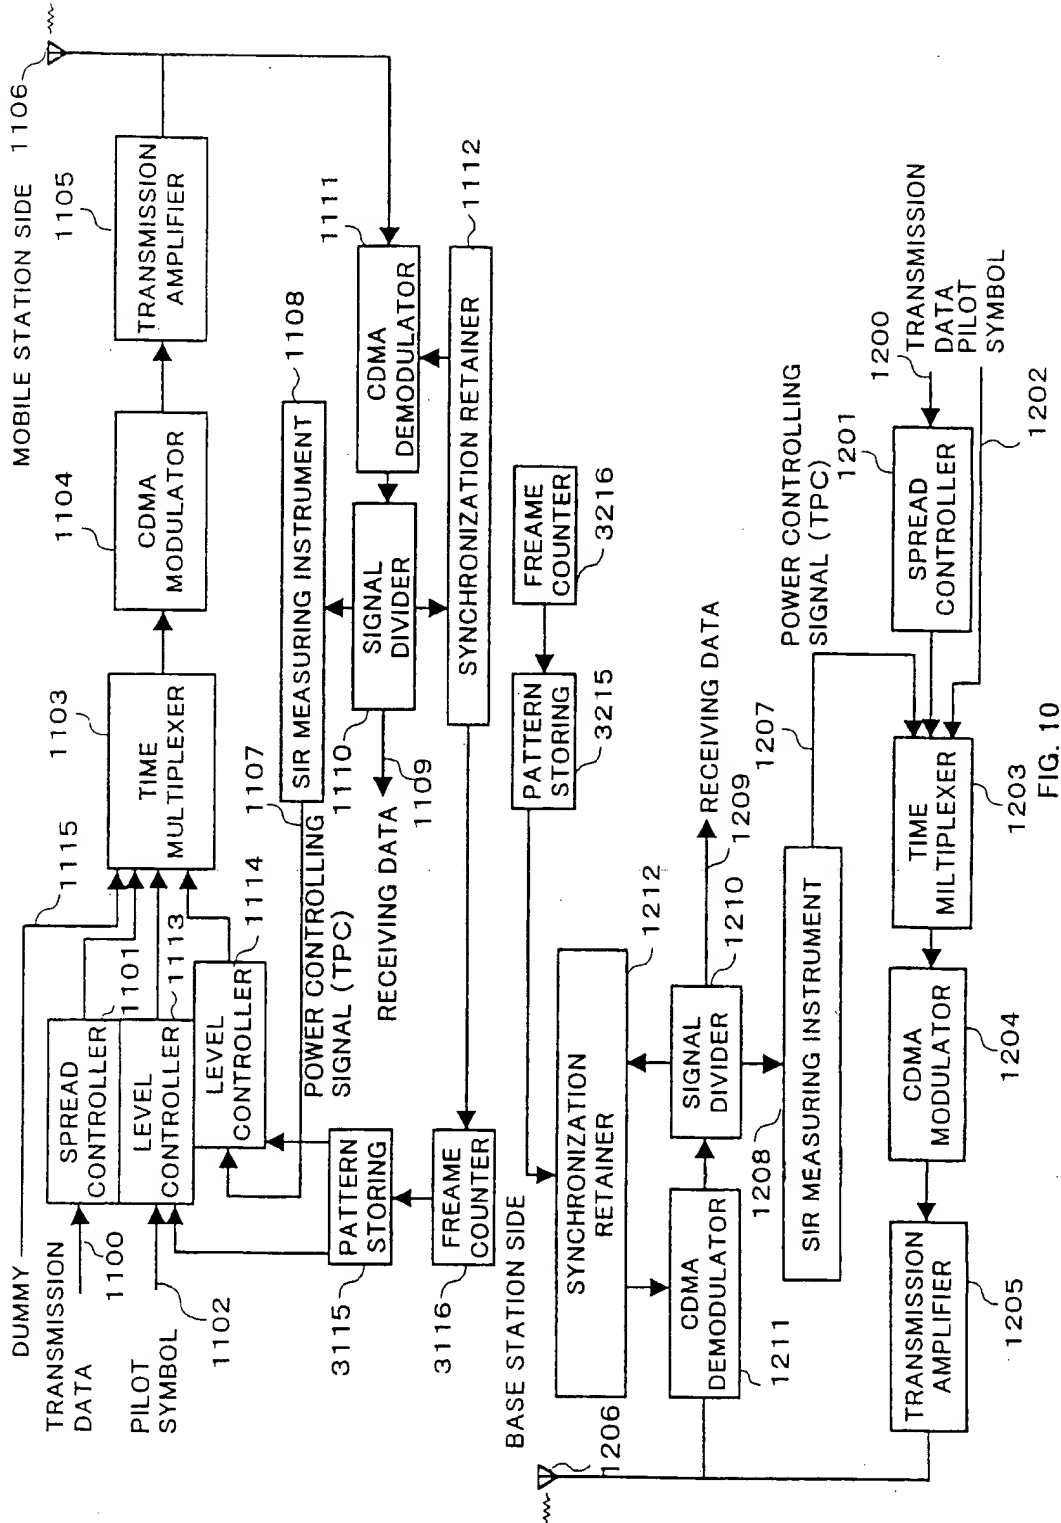 MOBILE STATION SIDE
1106
DUMMY
1115
TRANSMISSION
DATA
1100
SPREAD
CONTROLLER
1101
PILOT
SYMBOL
1102
LEVEL
CONTROLLER
1113
LEVEL
CONTROLLER
1114
TIME
MULTIPLEXER
1103
CDMA
MODULATOR
1104
TRANSMISSION
AMPLIFIER
1105
POWER CONTROLLING
SIGNAL (TPC)
1107
SIR MEASURING INSTRUMENT
1108
RECEIVING DATA
1109
SIGNAL
DIVIDER
1110
CDMA
DEMODULATOR
1111
SYNCHRONIZATION RETAINER
1112
PATTERN
STORING
3115
FREAME
COUNTER
3116
BASE STATION SIDE
1206
FREAME
COUNTER
3216
PATTERN
STORING
3215
SYNCHRONIZATION
RETAINER
1212
CDMA
DEMODULATOR
1211
SIGNAL
DIVIDER
1210
RECEIVING DATA
1209
SIR MEASURING INSTRUMENT
1208
1207
POWER CONTROLLING
SIGNAL (TPC)
TRANSMISSION
AMPLIFIER
1205
CDMA
MODULATOR
1204
TIME
MILTIPLEXER
1203
SPREAD
CONTROLLER
1201
1200
TRANSMISSION
DATA
PILOT
SYMBOL
1202
FIG. 10